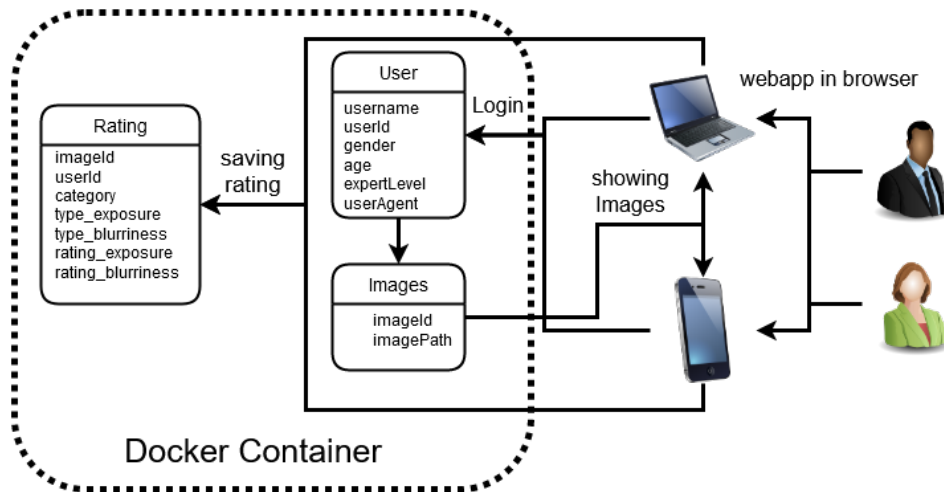 User
username
userId
gender
age
expertLevel
userAgent
Rating
imageId
userId
category
type_exposure
type_blurriness
rating_exposure
rating_blurriness
saving
rating
Login
webapp in browser
showing
Images
Images
imageId
imagePath
Docker Container